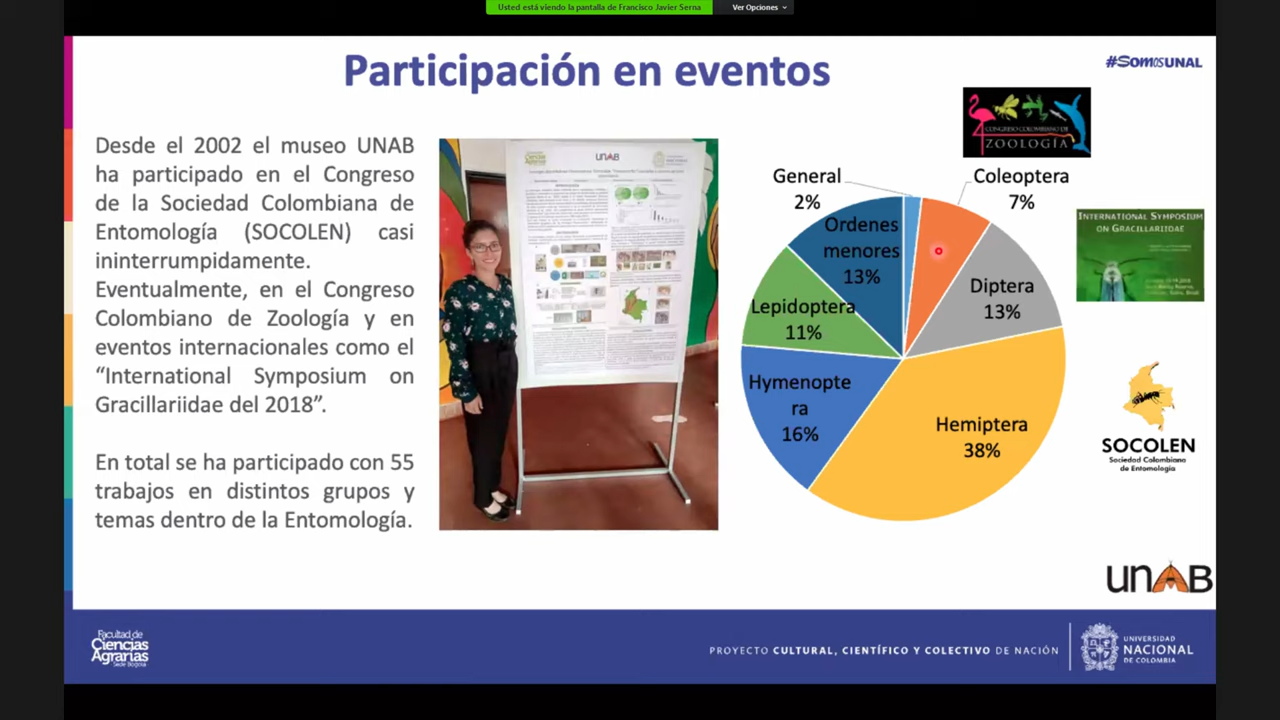 Usted está viendo la pantalla de Francisco Javier Serna
Ver Opciones
Participación en eventos
#SomosUNAL
Desde el 2002 el museo UNAB
ha participado en el Congreso
de la Sociedad Colombiana de
Entomología (SOCOLEN) casi
ininterrumpidamente.
Eventualmente, en el Congreso
Colombiano de Zoología y en
eventos internacionales como el
“International Symposium on
Gracillariidae del 2018”.
En total se ha participado con 55
trabajos en distintos grupos y
temas dentro de la Entomología.
UNAB
CONGRESO COLOMBIANO DE
ZOOLOGÍA
General
2%
Coleoptera
7%
Ordenes
menores
13%
Diptera
13%
Lepidoptera
11%
Hymenopte
ra
16%
Hemiptera
38%
INTERNATIONAL SYMPOSIUM
ON GRACILLARIIDAE
SOCOLEN
Sociedad Colombiana
de Entomología
UNAB
Facultad de
Ciencias
Agrarias
Sede Bogotá
PROYECTO CULTURAL, CIENTÍFICO Y COLECTIVO DE NACIÓN
UNIVERSIDAD
NACIONAL
DE COLOMBIA